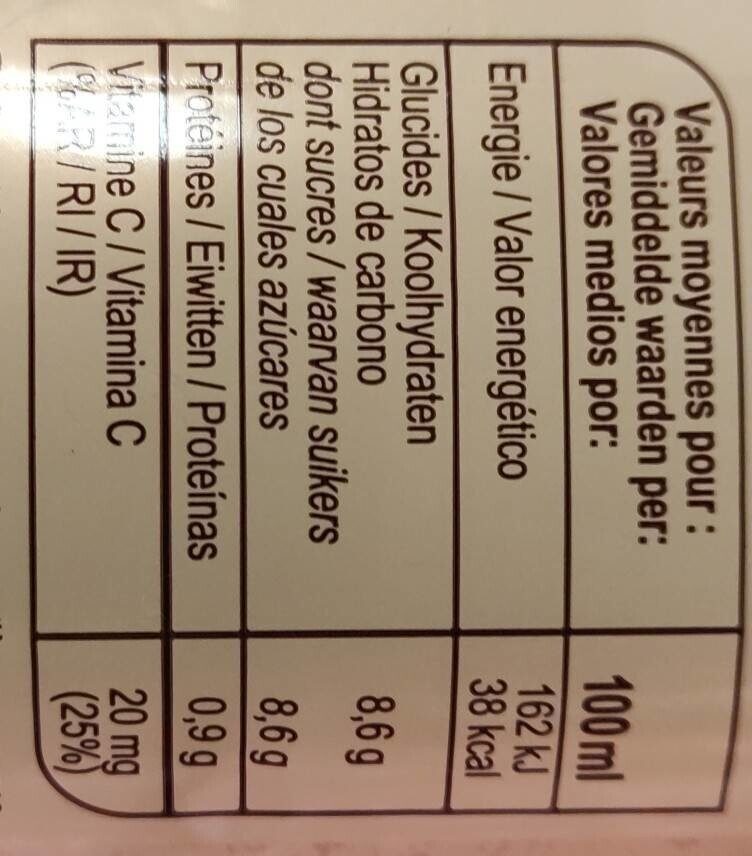 Valeurs moyennes pour :
Gemiddelde waarden per:
Valores medios por:
100 ml
Energie / Valor energético
162 kJ
38 kcal
Glucides / Koolhydraten
Hidratos de carbono
8,6 g
dont sucres / waarvan suikers
de los cuales azúcares
8,6 g
Protéines / Eiwitten / Proteínas
0,9 g
Vitamine C / Vitamina C
(%AR / RI / IR)
20 mg
(25%)